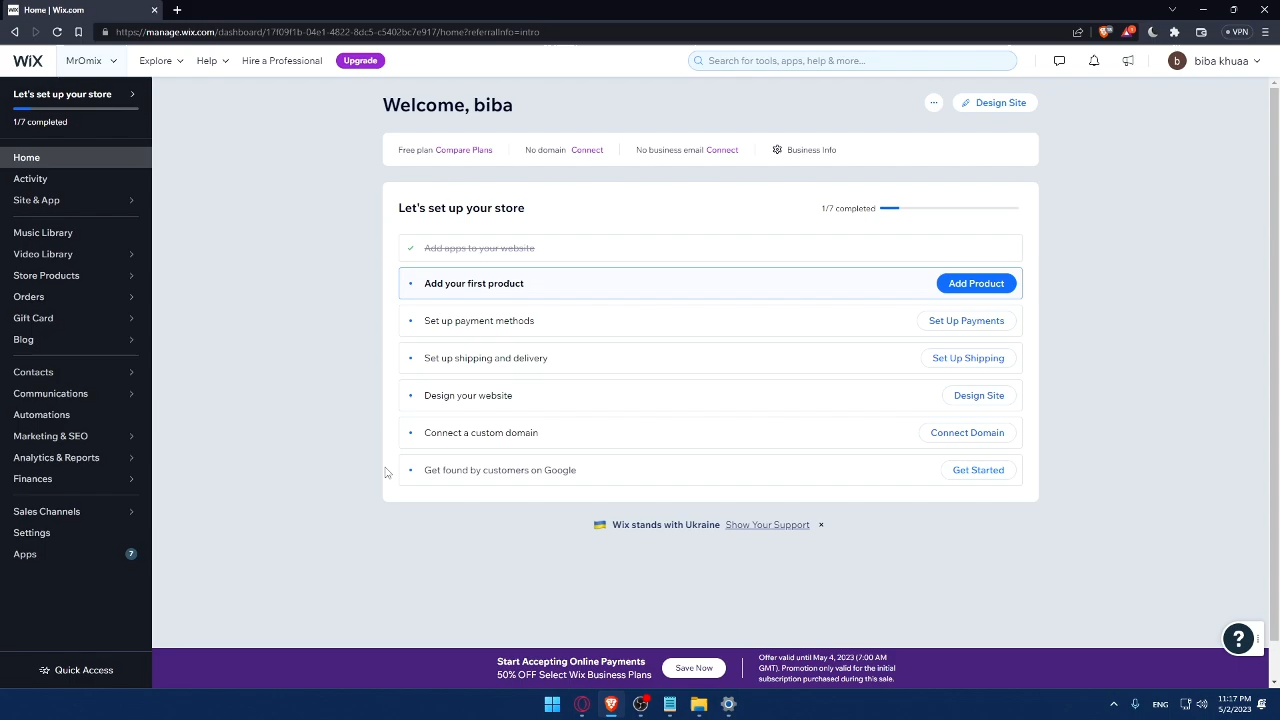 Home | Wix.com
https://manage.wix.com/dashboard/17f09f1b-04e1-4822-8dc5-c5402bc7e917/home?referralInfo=intro
VPN
WiX
MrOmix
Explore
Help
Hire a Professional
Upgrade
Search for tools, apps, help & more...
b
biba khuaa
Let's set up your store
1/7 completed
Home
Activity
Site & App
Music Library
Video Library
Store Products
Orders
Gift Card
Blog
Contacts
Communications
Automations
Marketing & SEO
Analytics & Reports
Finances
Sales Channels
Settings
Apps
7
Quick Access
Welcome, biba
Design Site
Free plan Compare Plans
No domain Connect
No business email Connect
Business Info
Let's set up your store
1/7 completed
Add apps to your website
Add your first product
Add Product
Set up payment methods
Set Up Payments
Set up shipping and delivery
Set Up Shipping
Design your website
Design Site
Connect a custom domain
Connect Domain
Get found by customers on Google
Get Started
Wix stands with Ukraine Show Your Support
?
Start Accepting Online Payments
50% OFF Select Wix Business Plans
Save Now
Offer valid until May 4, 2023 (7:00 AM
GMT). Promotion only valid for the initial
subscription purchased during this sale.
ENG
11:17 PM
5/2/2023